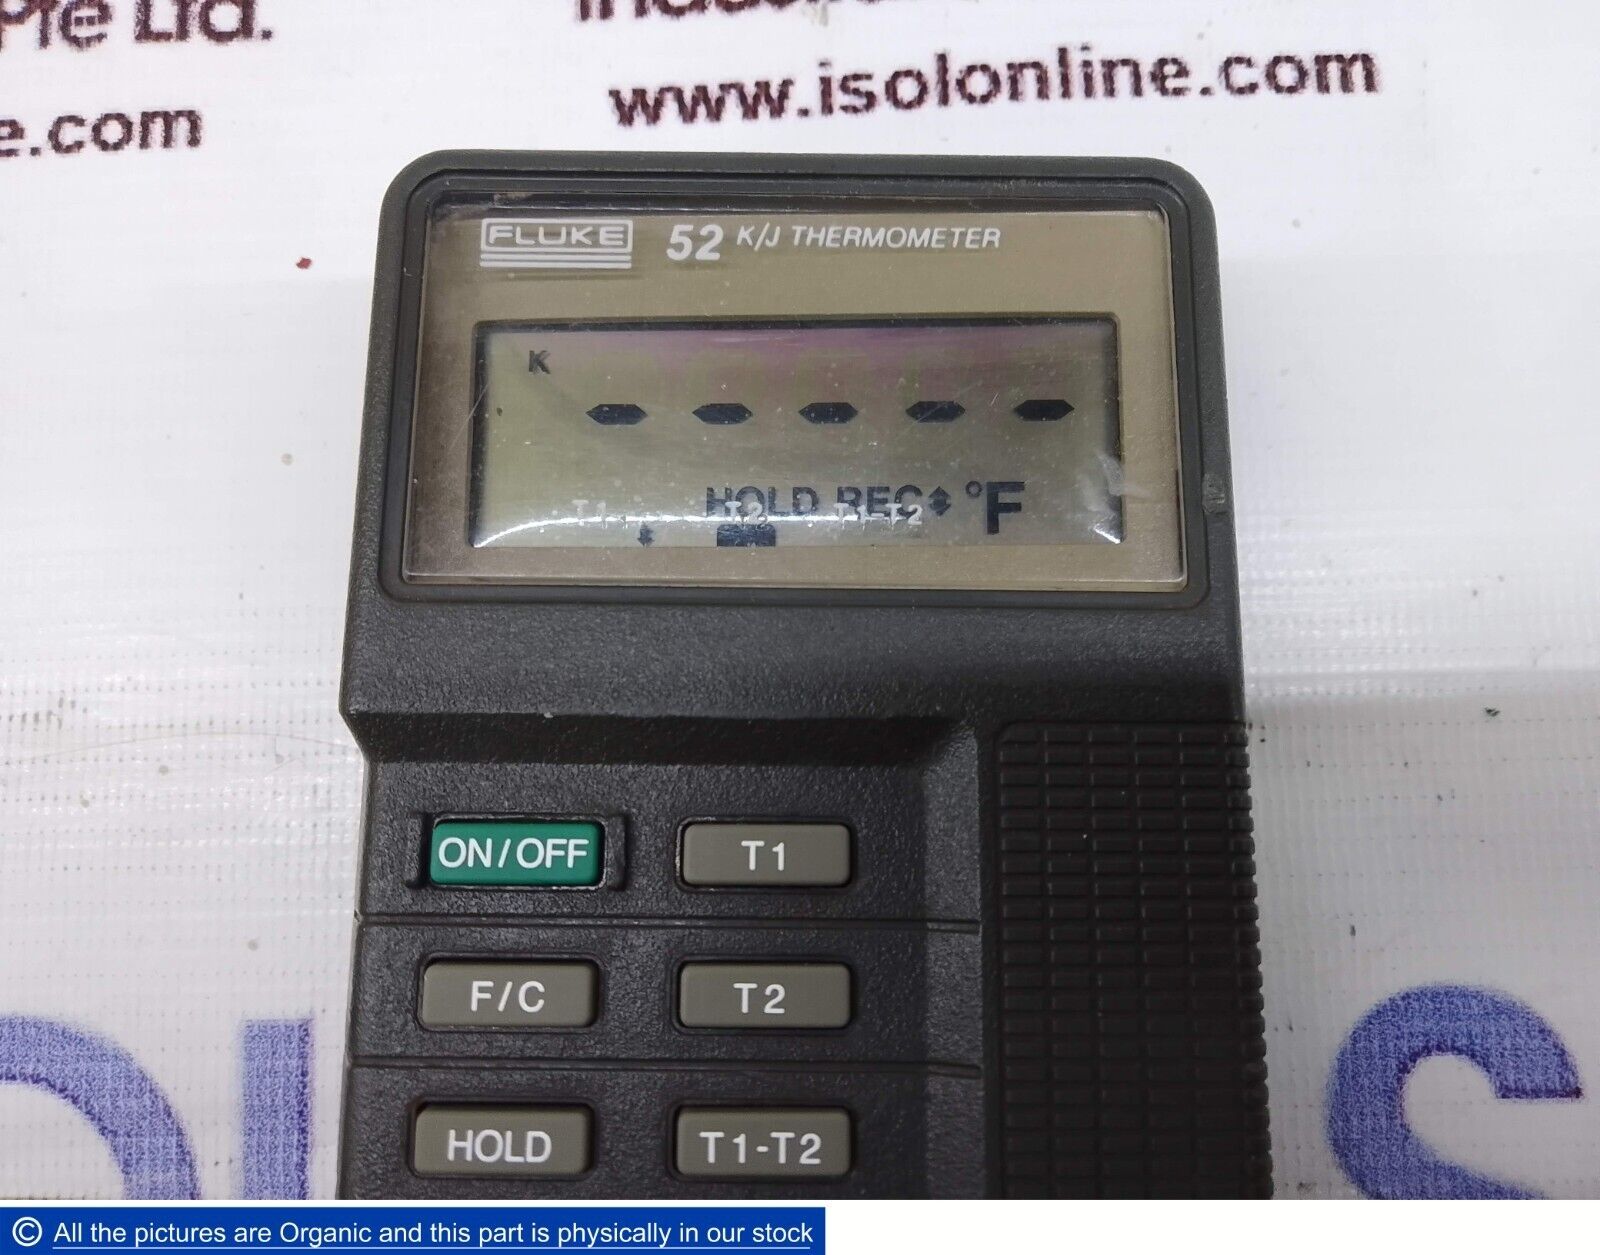 Pte Ltd.
www.isolonline.com
e.com
FLUKE 52 K/J THERMOMETER
K
- - - - -
HOLD REC °F
T1 T2 T1-T2
ON/OFF T1
F/C T2
HOLD T1-T2
© All the pictures are Organic and this part is physically in our stock